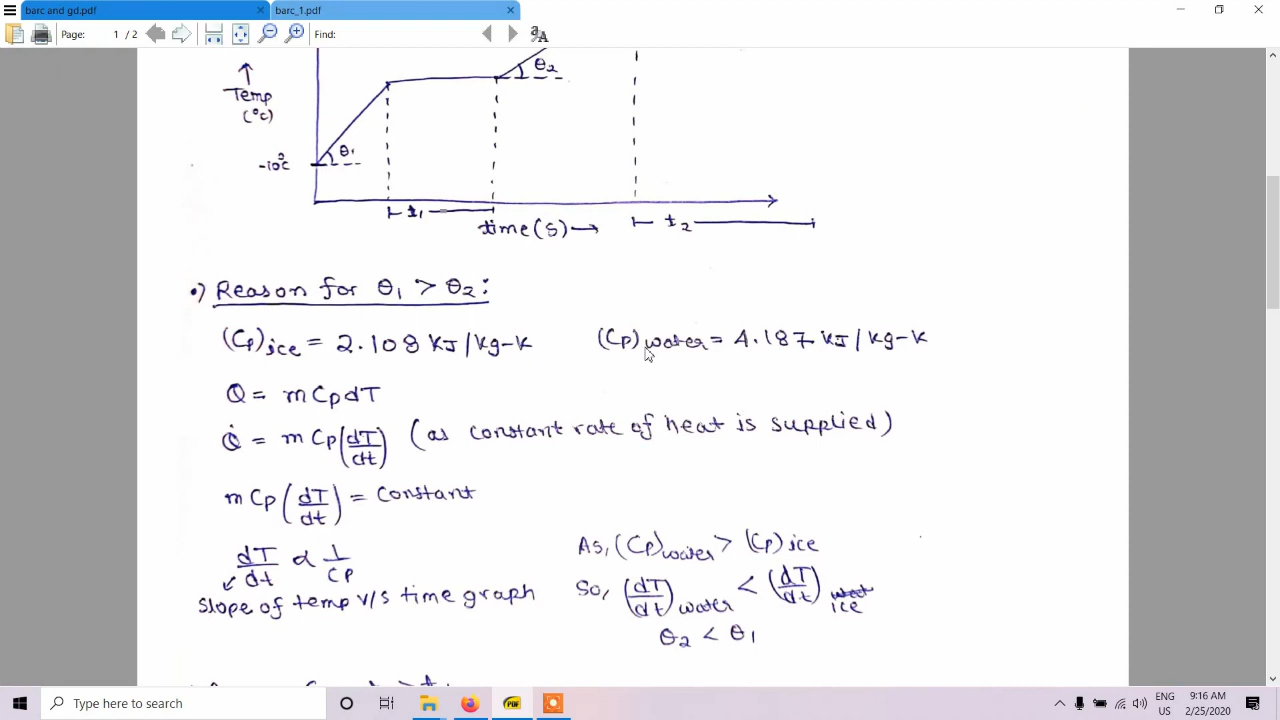 barc and gd.pdf
barc_1.pdf
Page: 1 / 2 Find:
θ2
Temp
(°c)
θ1
-10°c
t1
time(s) →
t2
•) Reason for θ1 > θ2:
(Cp)ice = 2.108 kJ/kg-k
(Cp)water = 4.187 kJ/kg-k
Q = m Cp dT
Q̇ = m Cp (dT/dt) (as constant rate of heat is supplied)
m Cp (dT/dt) = constant
dT/dt ∝ 1/Cp
Slope of temp v/s time graph
As, (Cp)water > (Cp)ice
So, (dT/dt)water < (dT/dt)ice
θ2 < θ1
Type here to search
ENG
US
9:16 AM
2/25/2020